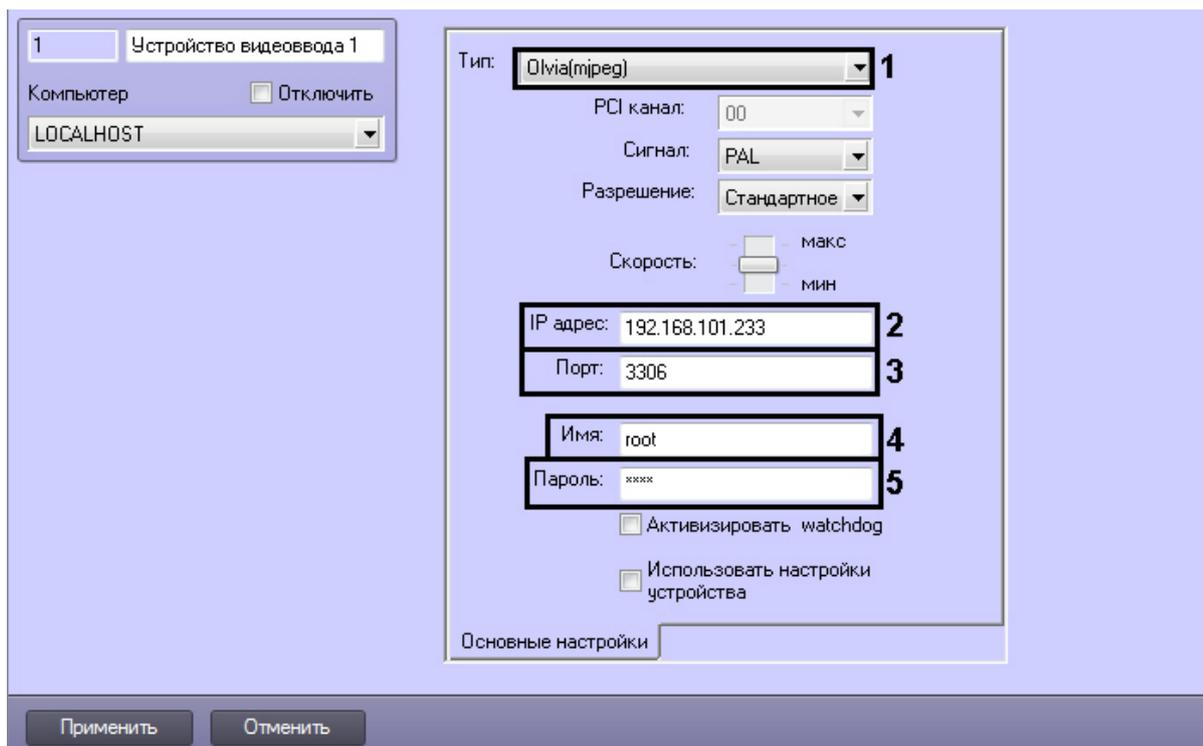 1 Устройство видеоввода 1
Компьютер Отключить
LOCALHOST
Тип: Olvia(mjpeg) 1
PCI канал: 00
Сигнал: PAL
Разрешение: Стандартное
Скорость: макс
мин
IP адрес: 192.168.101.233 2
Порт: 3306 3
Имя: root 4
Пароль: **** 5
Активизировать watchdog
Использовать настройки
устройства
Основные настройки
Применить Отменить